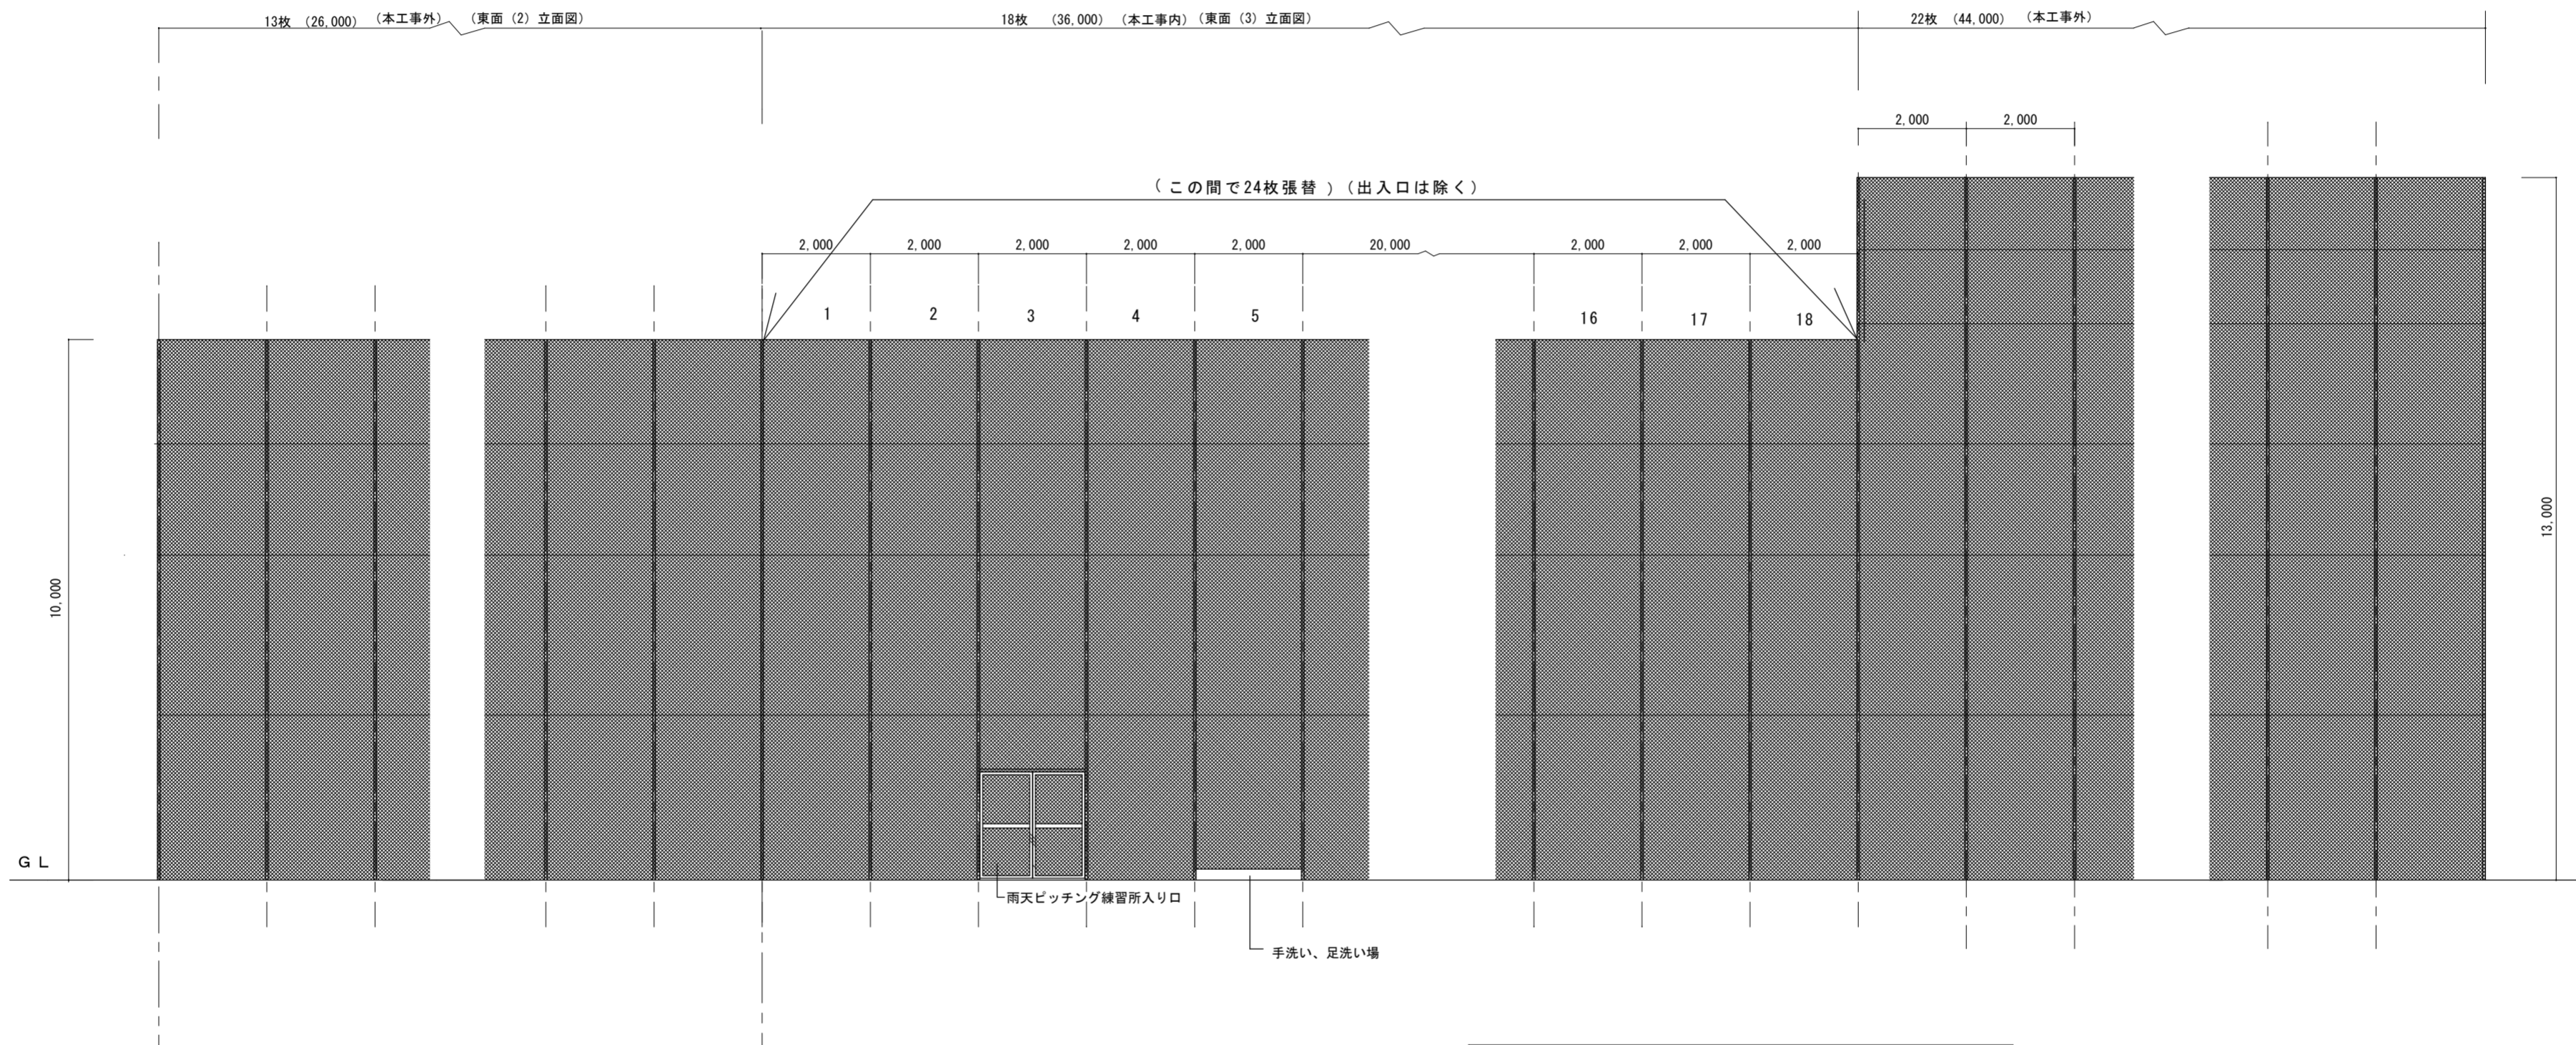 13枚 （26,000） （本工事外） （東面（2）立面図）
18枚 （36,000） （本工事内）（東面（3）立面図）
22枚 （44,000） （本工事外）
2,000 2,000
（ この間で24枚張替 ）（出入口は除く）
2,000 2,000 2,000 2,000 2,000 20,000 2,000 2,000 2,000
1 2 3 4 5 16 17 18
10,000
13,000
ＧＬ
雨天ピッチング練習所入り口
手洗い、足洗い場